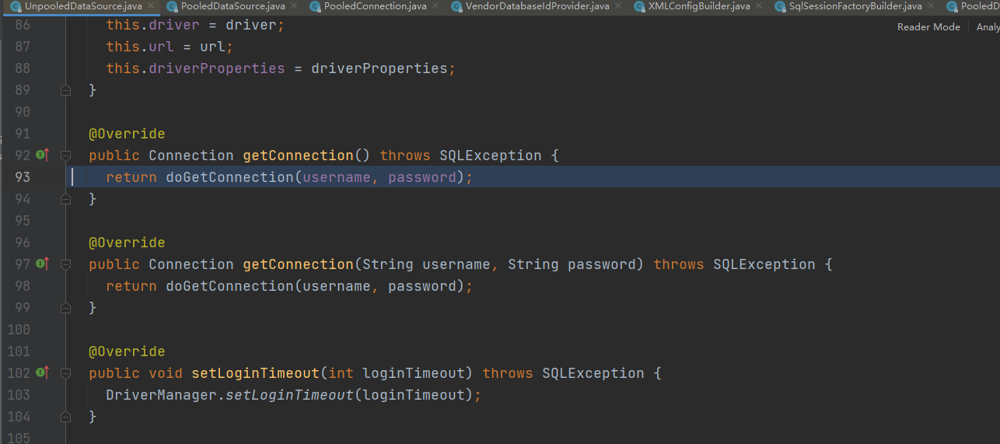 UnpooledDataSource.java PooledDataSource.java PooledConnection.java VendorDatabaseIdProvider.java XMLConfigBuilder.java SqlSessionFactoryBuilder.java PooledD
Reader Mode Analy
86 this.driver = driver;
87 this.url = url;
88 this.driverProperties = driverProperties;
89 }
90
91 @Override
92 public Connection getConnection() throws SQLException {
93 return doGetConnection(username, password);
94 }
95
96 @Override
97 public Connection getConnection(String username, String password) throws SQLException {
98 return doGetConnection(username, password);
99 }
100
101 @Override
102 public void setLoginTimeout(int loginTimeout) throws SQLException {
103 DriverManager.setLoginTimeout(loginTimeout);
104 }
105